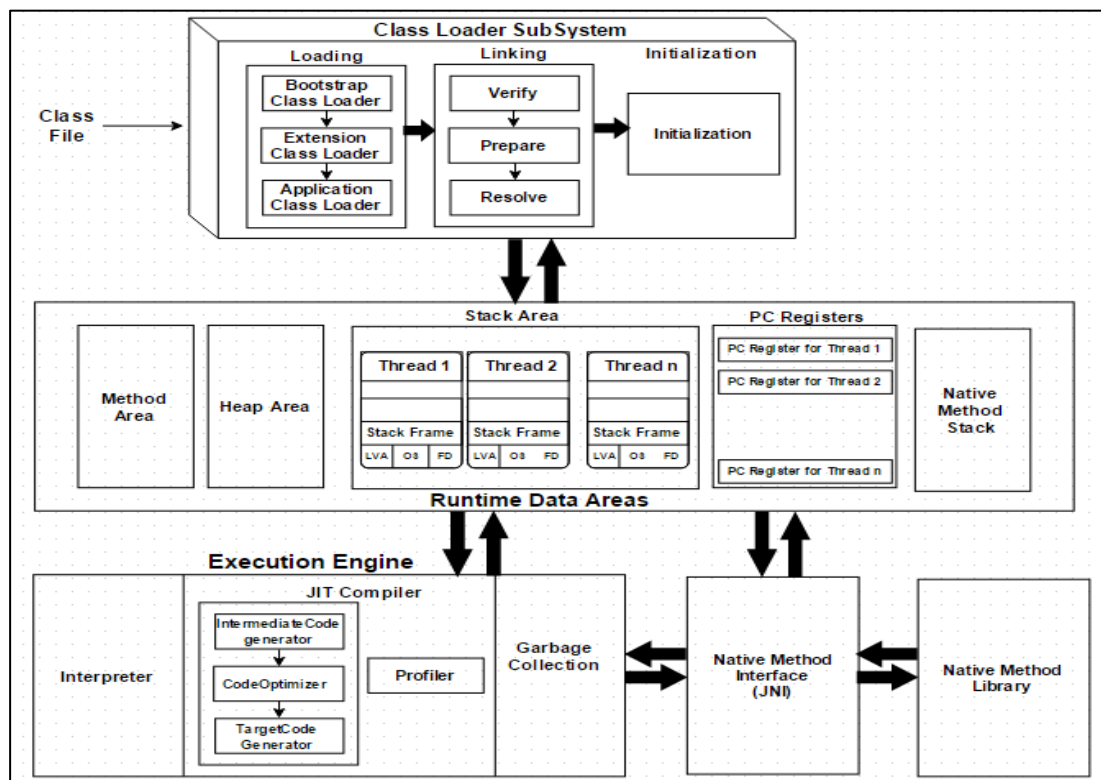 Class Loader SubSystem
Loading
Linking
Initialization
Class
File
Bootstrap
Class Loader
Extension
Class Loader
Application
Class Loader
Verify
Prepare
Resolve
Initialization
Stack Area
PC Registers
Method
Area
Heap Area
Thread 1
Stack Frame
LVA OS FD
Thread 2
Stack Frame
LVA OS FD
Thread n
Stack Frame
LVA OS FD
PC Register for Thread 1
PC Register for Thread 2
PC Register for Thread n
Native
Method
Stack
Runtime Data Areas
Execution Engine
Interpreter
JIT Compiler
IntermediateCode
generator
CodeOptimizer
TargetCode
Generator
Profiler
Garbage
Collection
Native Method
Interface
(JNI)
Native Method
Library